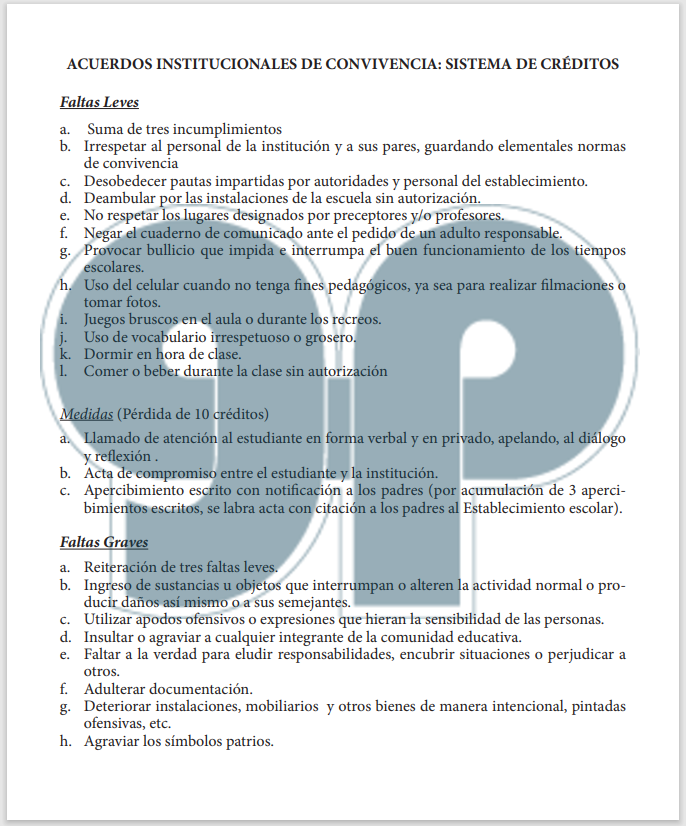 ACUERDOS INSTITUCIONALES DE CONVIVENCIA: SISTEMA DE CRÉDITOS
Faltas Leves
a. Suma de tres incumplimientos
b. Irrespetar al personal de la institución y a sus pares, guardando elementales normas
de convivencia
c. Desobedecer pautas impartidas por autoridades y personal del establecimiento.
d. Deambular por las instalaciones de la escuela sin autorización.
e. No respetar los lugares designados por preceptores y/o profesores.
f. Negar el cuaderno de comunicado ante el pedido de un adulto responsable.
g. Provocar bullicio que impida e interrumpa el buen funcionamiento de los tiempos
escolares.
h. Uso del celular cuando no tenga fines pedagógicos, ya sea para realizar filmaciones o
tomar fotos.
i. Juegos bruscos en el aula o durante los recreos.
j. Uso de vocabulario irrespetuoso o grosero.
k. Dormir en hora de clase.
l. Comer o beber durante la clase sin autorización
Medidas (Pérdida de 10 créditos)
a. Llamado de atención al estudiante en forma verbal y en privado, apelando, al diálogo
y reflexión .
b. Acta de compromiso entre el estudiante y la institución.
c. Apercibimiento escrito con notificación a los padres (por acumulación de 3 aperci-
bimientos escritos, se labra acta con citación a los padres al Establecimiento escolar).
Faltas Graves
a. Reiteración de tres faltas leves.
b. Ingreso de sustancias u objetos que interrumpan o alteren la actividad normal o pro-
ducir daños así mismo o a sus semejantes.
c. Utilizar apodos ofensivos o expresiones que hieran la sensibilidad de las personas.
d. Insultar o agraviar a cualquier integrante de la comunidad educativa.
e. Faltar a la verdad para eludir responsabilidades, encubrir situaciones o perjudicar a
otros.
f. Adulterar documentación.
g. Deteriorar instalaciones, mobiliarios y otros bienes de manera intencional, pintadas
ofensivas, etc.
h. Agraviar los símbolos patrios.